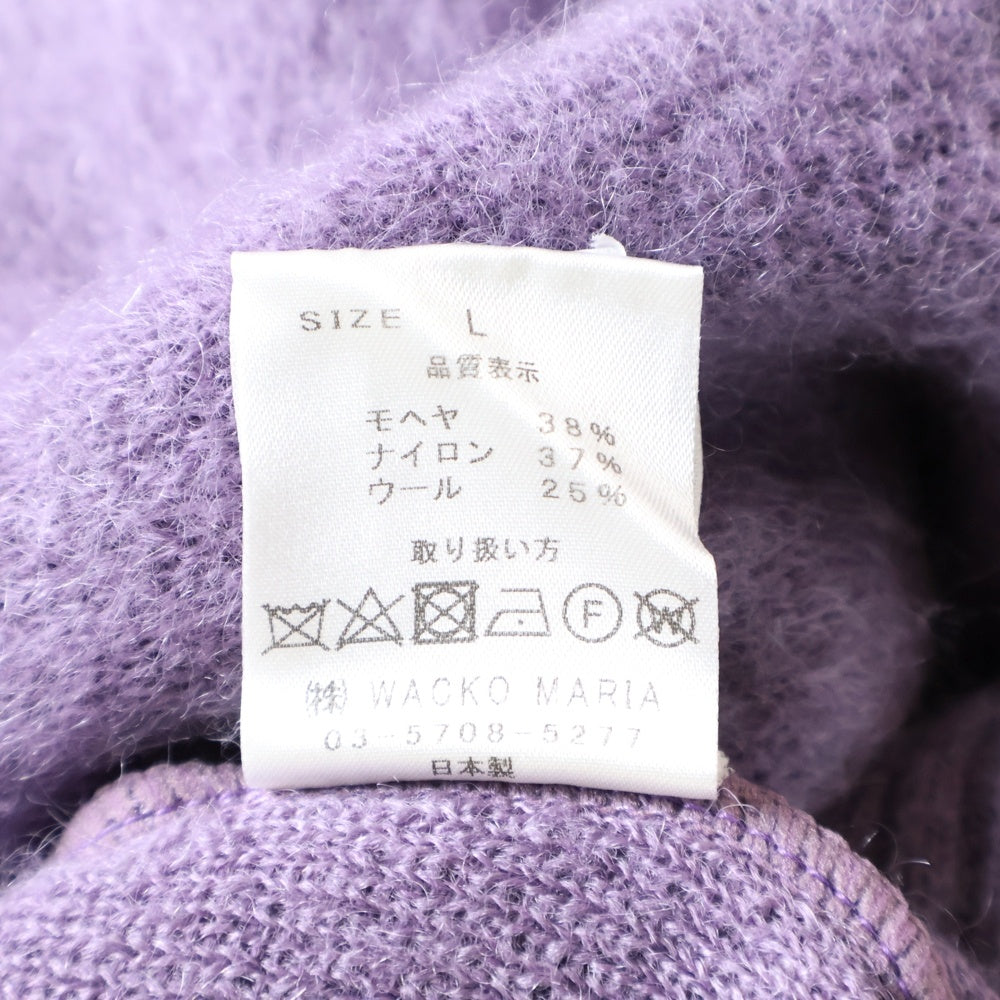 SIZE L
品質表示
モヘヤ 38%
ナイロン 37%
ウール 25%
取り扱い方
F W
㈱ WACKO MARIA
03-5708-5277
日本製